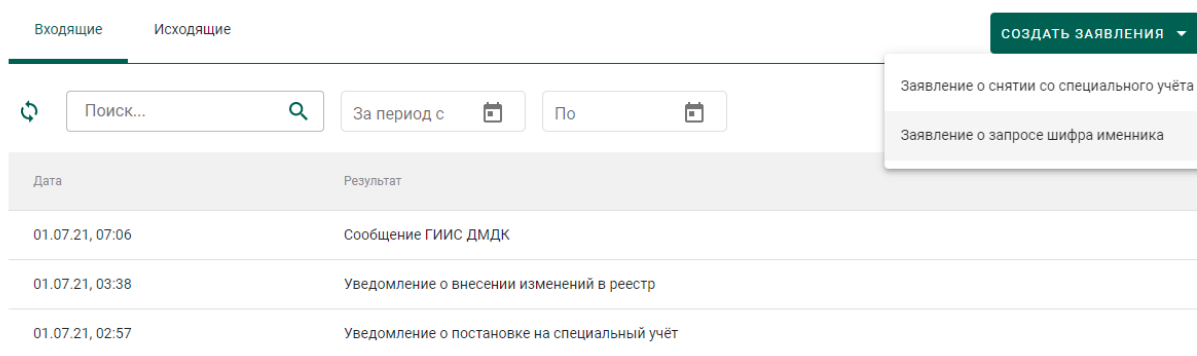 Входящие Исходящие СОЗДАТЬ ЗАЯВЛЕНИЯ
Заявление о снятии со специального учёта
Поиск... За период с По
Заявление о запросе шифра именника
Дата Результат
01.07.21, 07:06 Сообщение ГИИС ДМДК
01.07.21, 03:38 Уведомление о внесении изменений в реестр
01.07.21, 02:57 Уведомление о постановке на специальный учёт